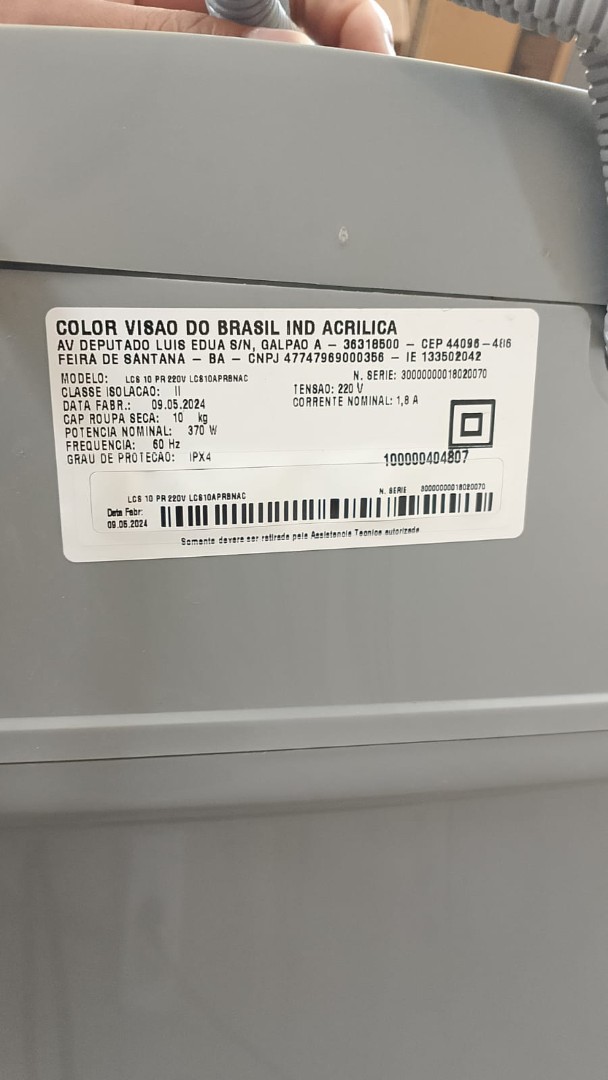 COLOR VISAO DO BRASIL IND ACRILICA
AV DEPUTADO LUIS EDUA S/N, GALPAO A - 36318500 - CEP 44096-486
FEIRA DE SANTANA - BA - CNPJ 47747969000356 - IE 133502042
MODELO: LCS 10 PR 220V LCS10APRBNAC N. SERIE: 30000000018020070
CLASSE ISOLACAO: II TENSAO: 220 V
DATA FABR.: 09.05.2024 CORRENTE NOMINAL: 1,8 A
CAP ROUPA SECA: 10 kg
POTENCIA NOMINAL: 370 W
FREQUENCIA: 60 Hz
GRAU DE PROTECAO: IPX4
100000404807
LCS 10 PR 220V LCS10APRBNAC N. SERIE 30000000018020070
Data Fabr:
09.05.2024
Somente devera ser retirada pela Assistencia Tecnica autorizada